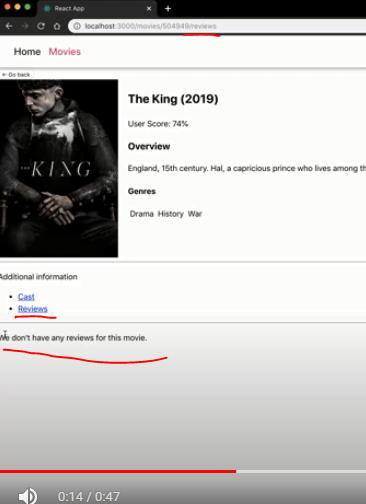 React App
localhost:3000/movies/504949/reviews
Home Movies
← Go back
THE KING
The King (2019)
User Score: 74%
Overview
England, 15th century. Hal, a capricious prince who lives among th
Genres
Drama History War
Additional information
Cast
Reviews
We don't have any reviews for this movie.
0:14 / 0:47